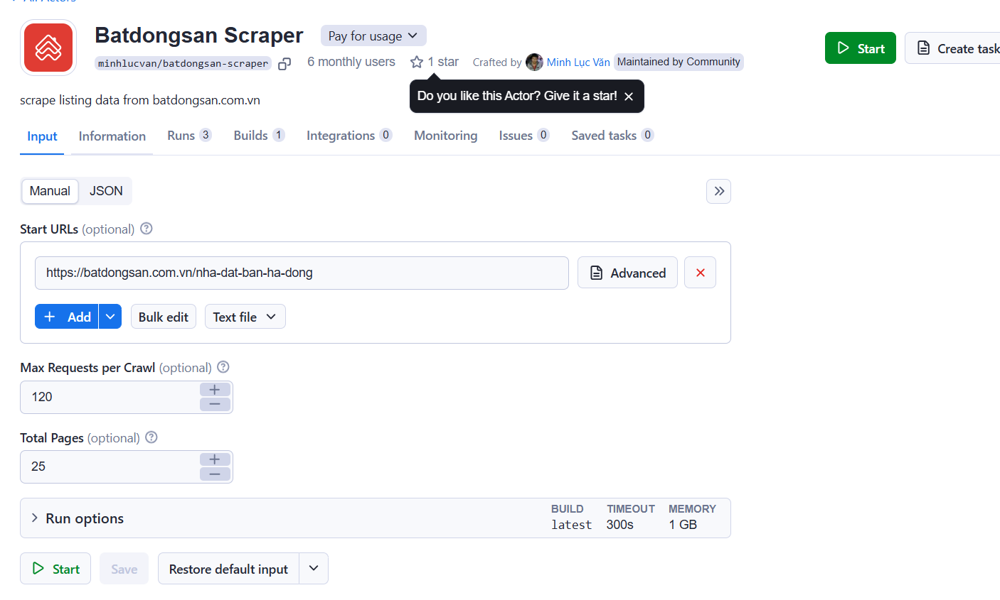 All Actors
Batdongsan Scraper
Pay for usage
minhlucvan/batdongsan-scraper
6 monthly users
1 star
Crafted by
Minh Lục Văn
Maintained by Community
Start
Create task
Do you like this Actor? Give it a star!
scrape listing data from batdongsan.com.vn
Input
Information
Runs 3
Builds 1
Integrations 0
Monitoring
Issues 0
Saved tasks 0
Manual
JSON
Start URLs (optional)
https://batdongsan.com.vn/nha-dat-ban-ha-dong
Advanced
Add
Bulk edit
Text file
Max Requests per Crawl (optional)
120
Total Pages (optional)
25
Run options
BUILD
latest
TIMEOUT
300s
MEMORY
1 GB
Start
Save
Restore default input